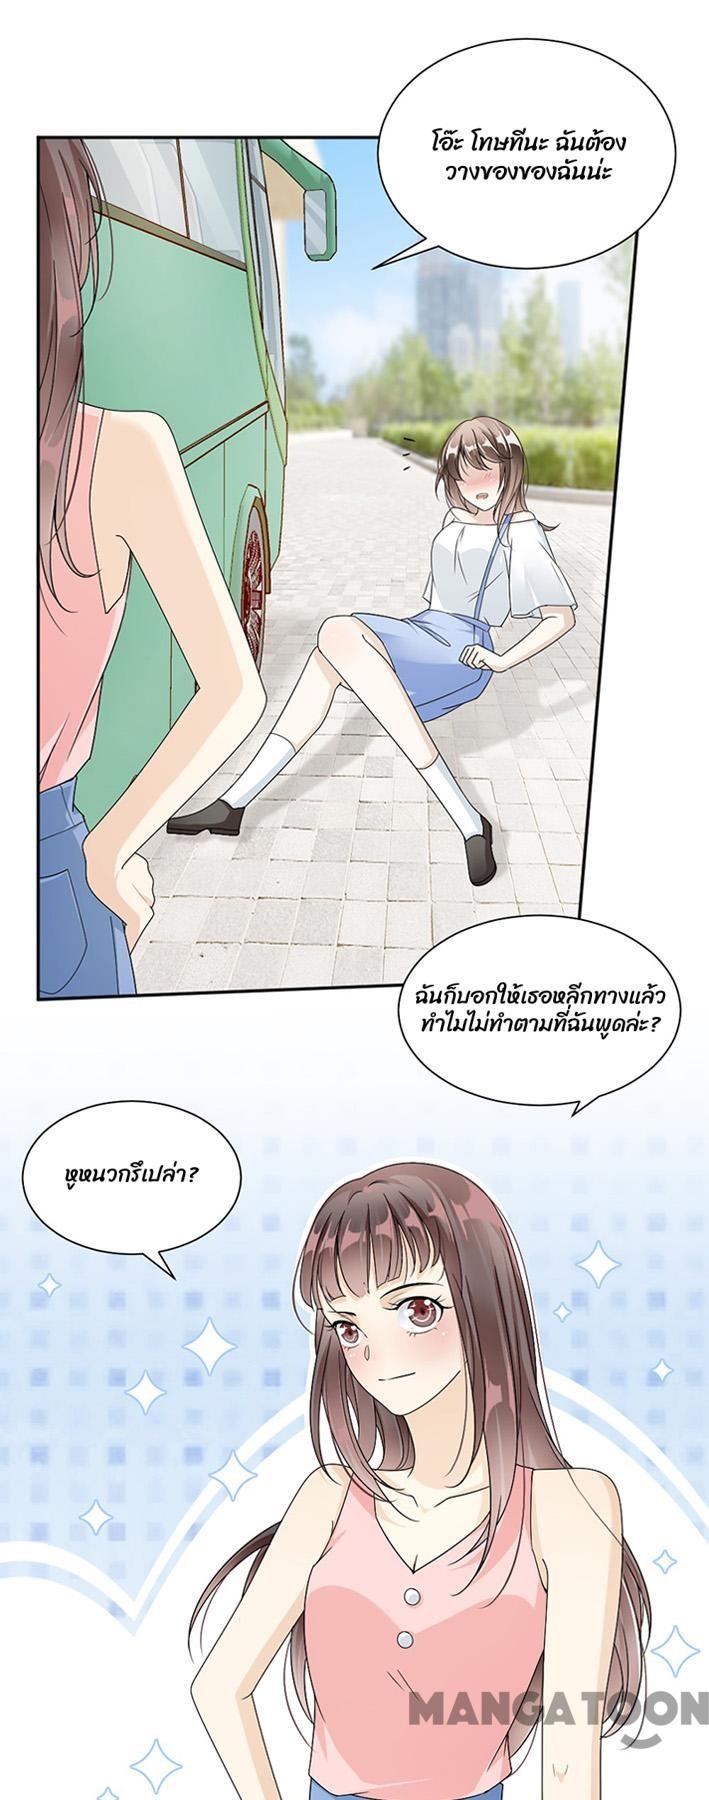 โอ๊ะ โทษทีนะ ฉันต้อง
วางของของฉันน่ะ
ฉันก็บอกให้เธอหลีกทางแล้ว
ทำไมไม่ทำตามที่ฉันพูดล่ะ?
หูหนวกรึเปล่า?
MANGATOON